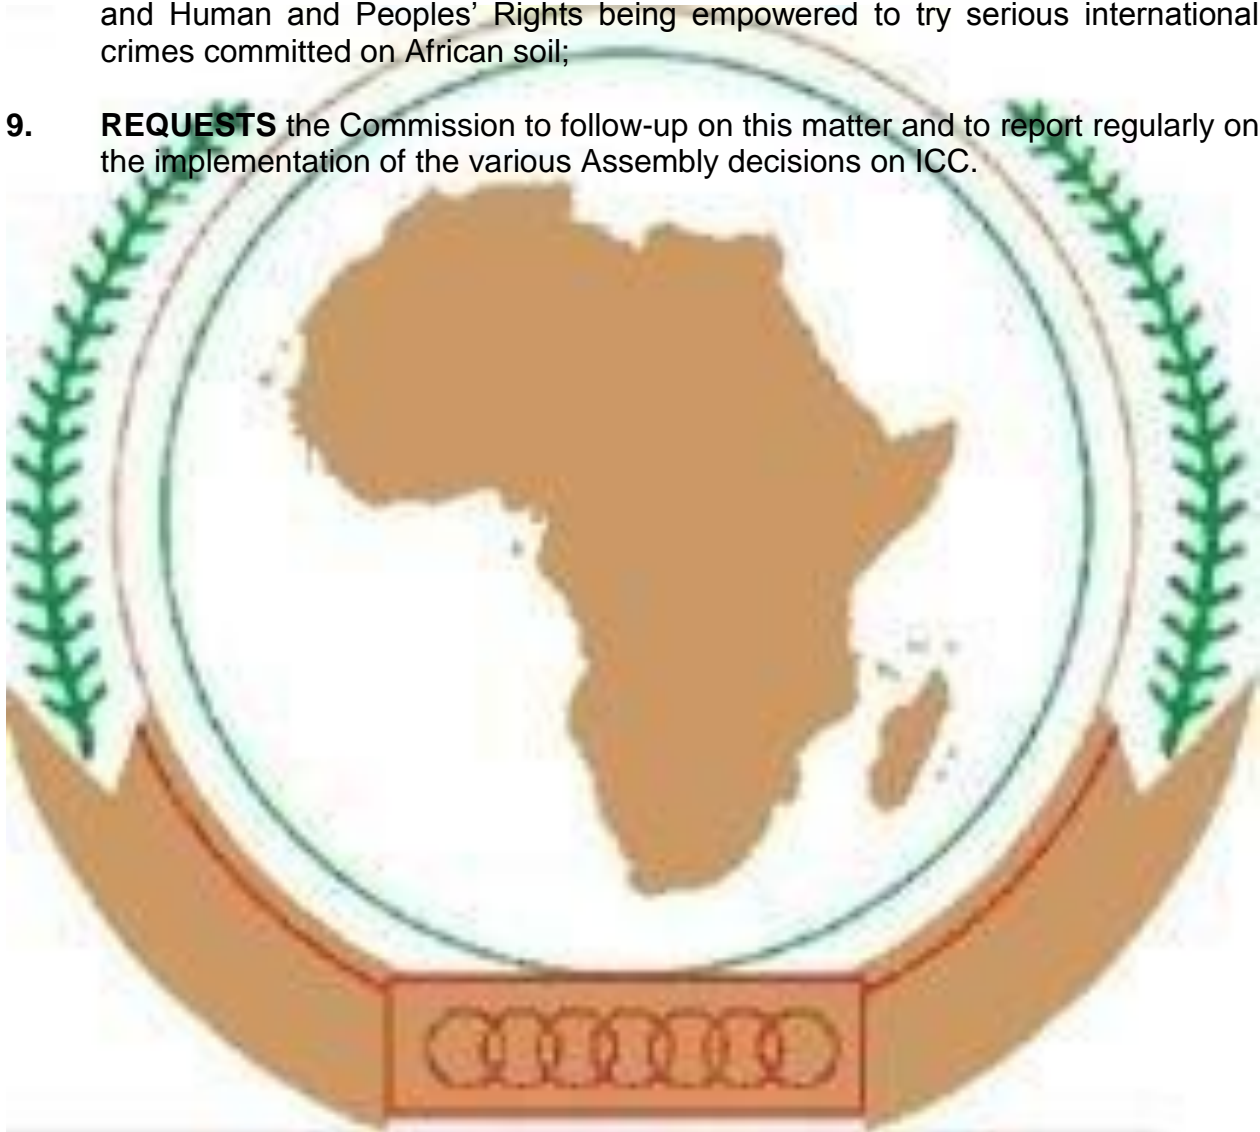 and Human and Peoples’ Rights being empowered to try serious international
crimes committed on African soil;
9. REQUESTS the Commission to follow-up on this matter and to report regularly on
the implementation of the various Assembly decisions on ICC.